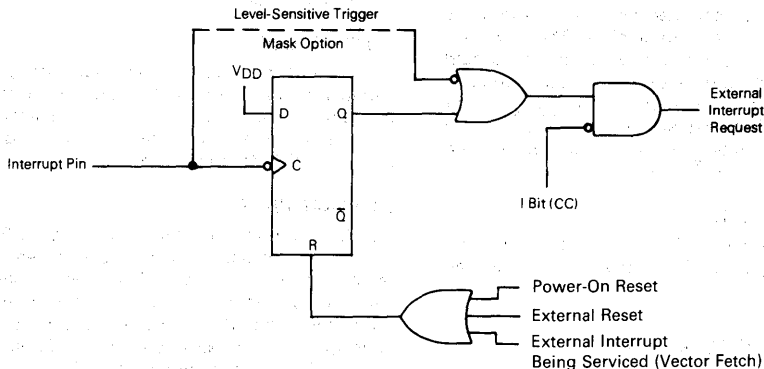 Level-Sensitive Trigger
Mask Option
VDD
D
Q
External
Interrupt
Request
Interrupt Pin
C
I Bit (CC)
Q̅
R
Power-On Reset
External Reset
External Interrupt
Being Serviced (Vector Fetch)